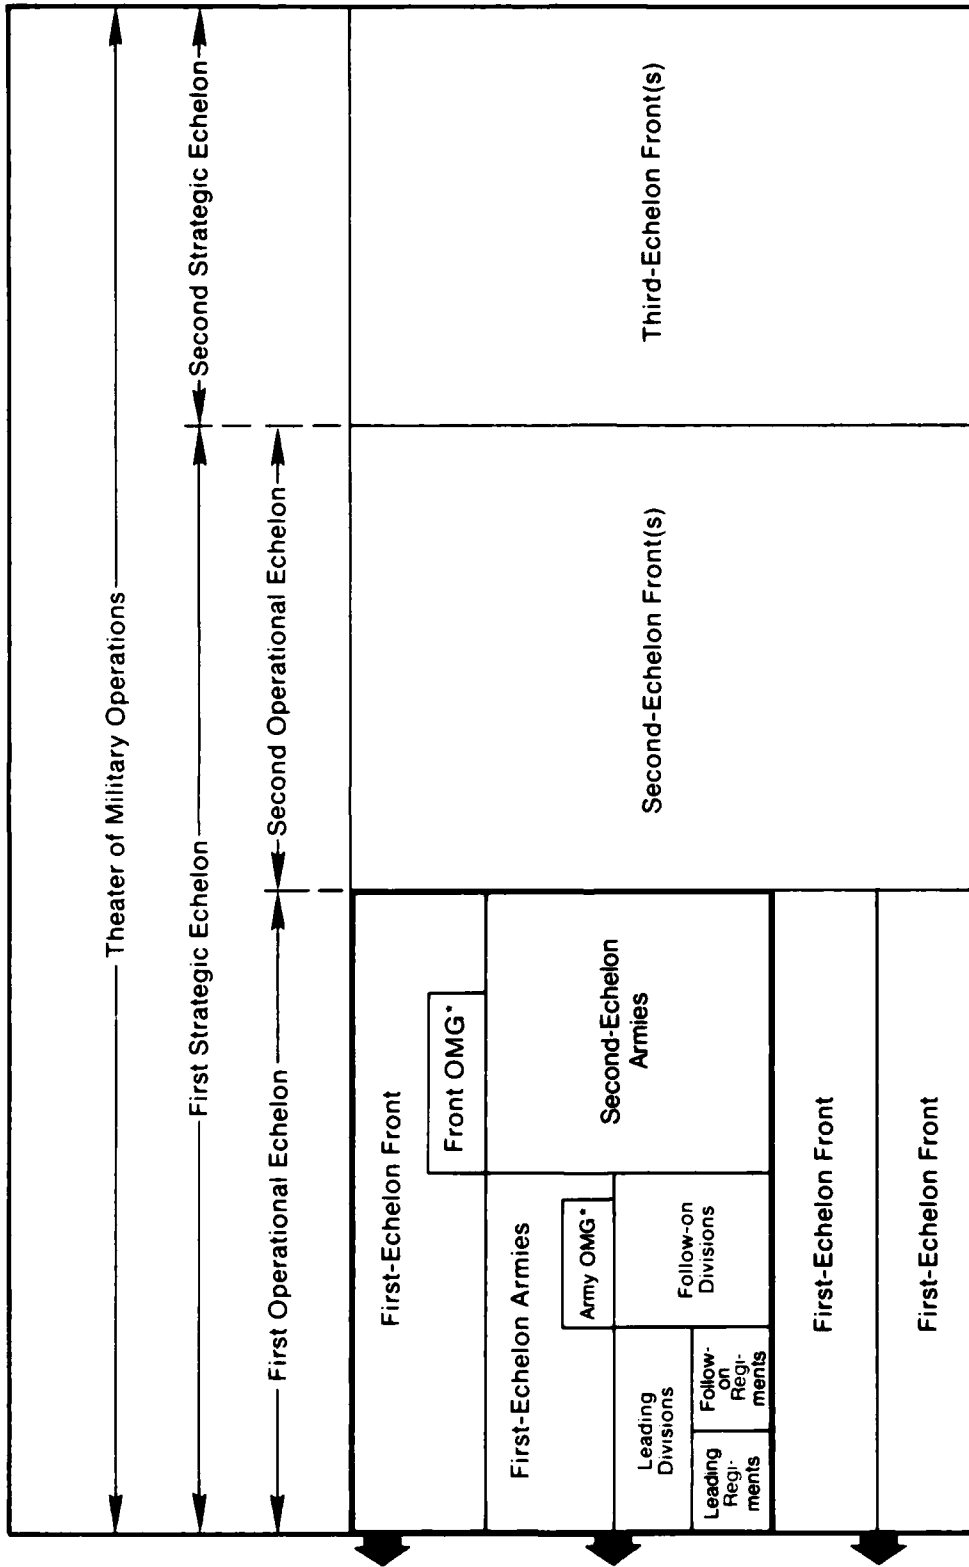 Theater of Military Operations
First Strategic Echelon
Second Strategic Echelon
First Operational Echelon
Second Operational Echelon
First-Echelon Front
Front OMG*
First-Echelon Armies
Army OMG*
Second-Echelon
Armies
Leading
Divisions
Follow-on
Divisions
Leading
Regi-
ments
Follow-
on
Regi-
ments
First-Echelon Front
First-Echelon Front
Second-Echelon Front(s)
Third-Echelon Front(s)